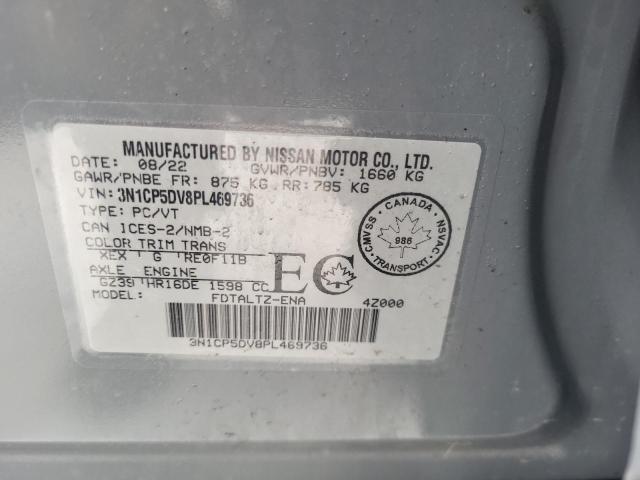 MANUFACTURED BY NISSAN MOTOR CO., LTD.
DATE: 08/22 GVWR/PNBV: 1660 KG
GAWR/PNBE FR: 875 KG RR: 785 KG
VIN: 3N1CP5DV8PL469736
TYPE: PC/VT
CAN ICES-2/NMB-2
COLOR TRIM TRANS
XEX G RE0F11B
AXLE ENGINE
GZ39 HR16DE 1598 CC
MODEL: FDTALTZ-ENA 4Z000
3N1CP5DV8PL469736
EC
CANADA
CMVSS NSVAC
986
TRANSPORT